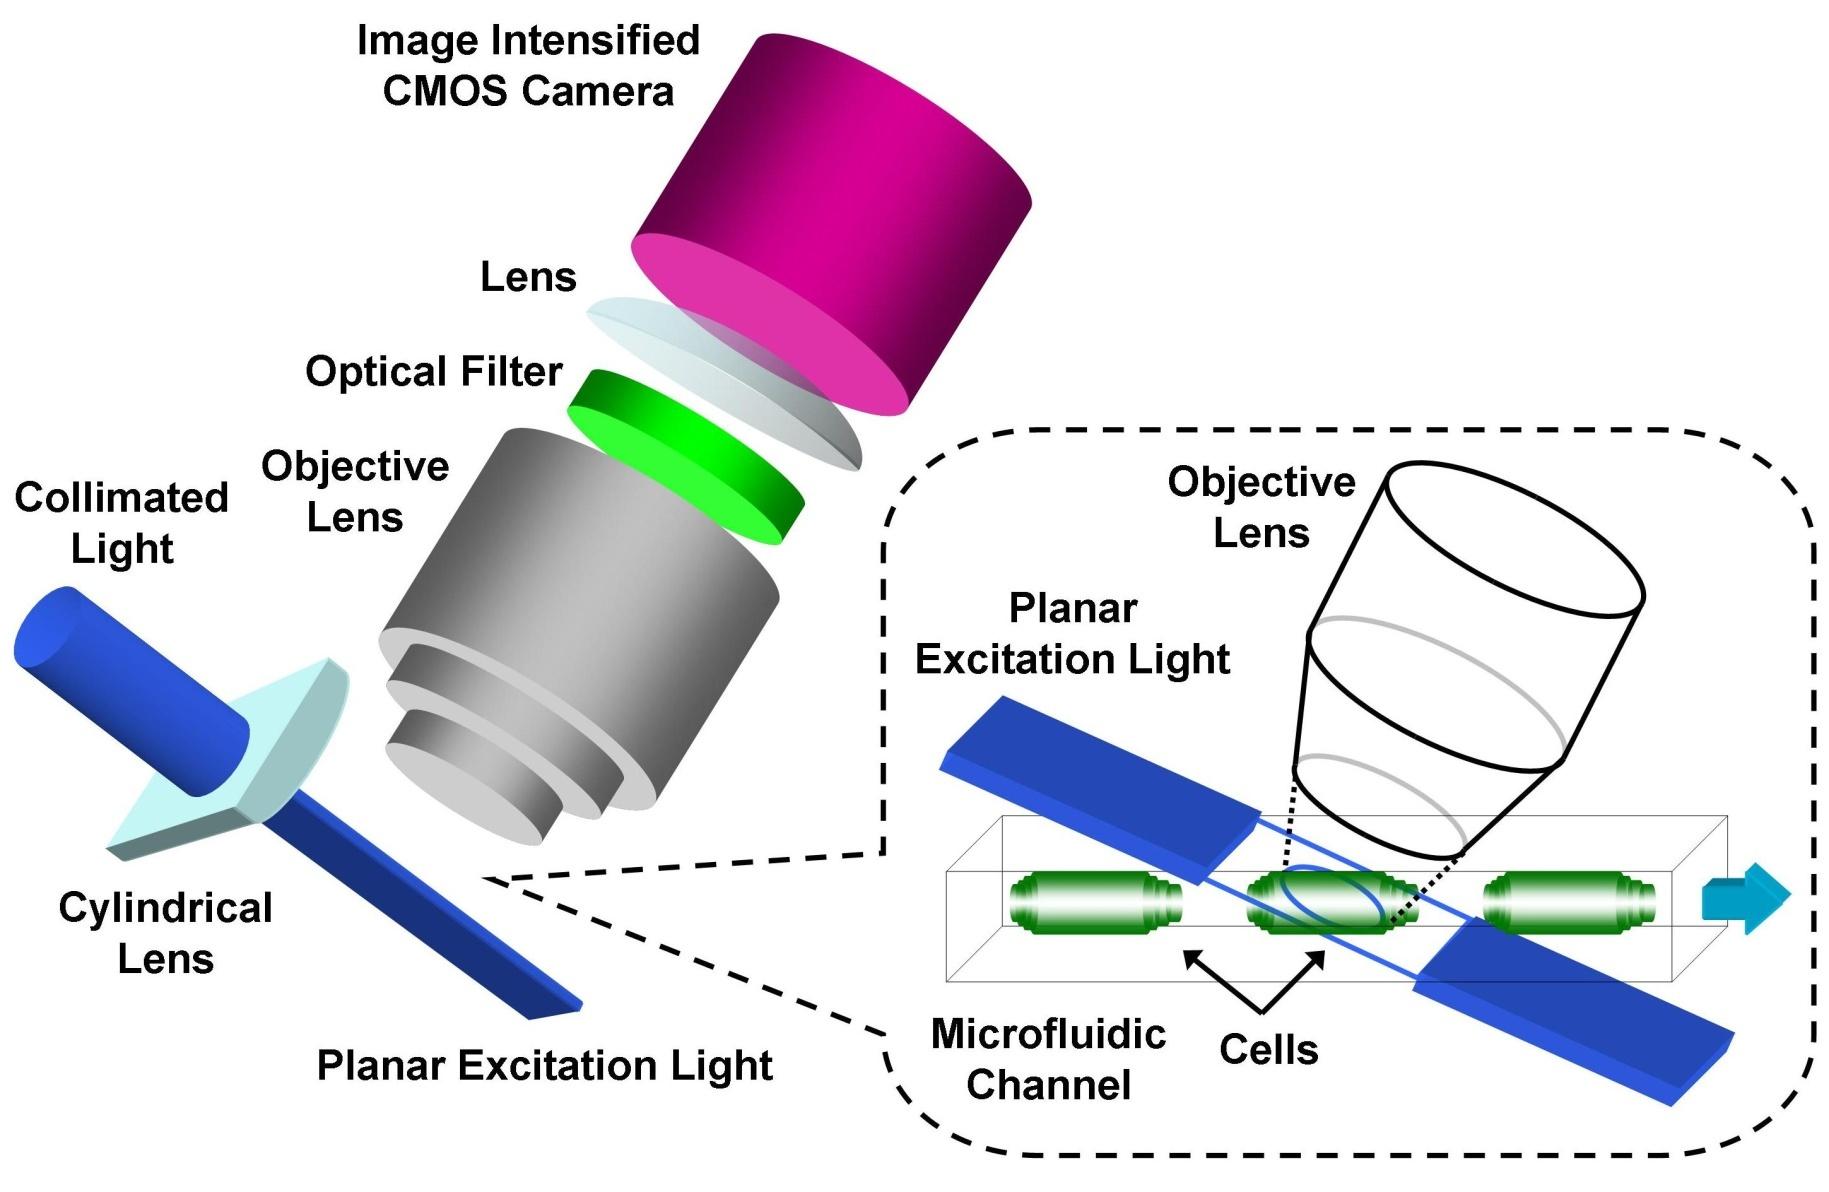 Image Intensified
CMOS Camera
Lens
Optical Filter
Objective
Lens
Collimated
Light
Cylindrical
Lens
Planar Excitation Light
Objective
Lens
Planar
Excitation Light
Microfluidic
Channel
Cells